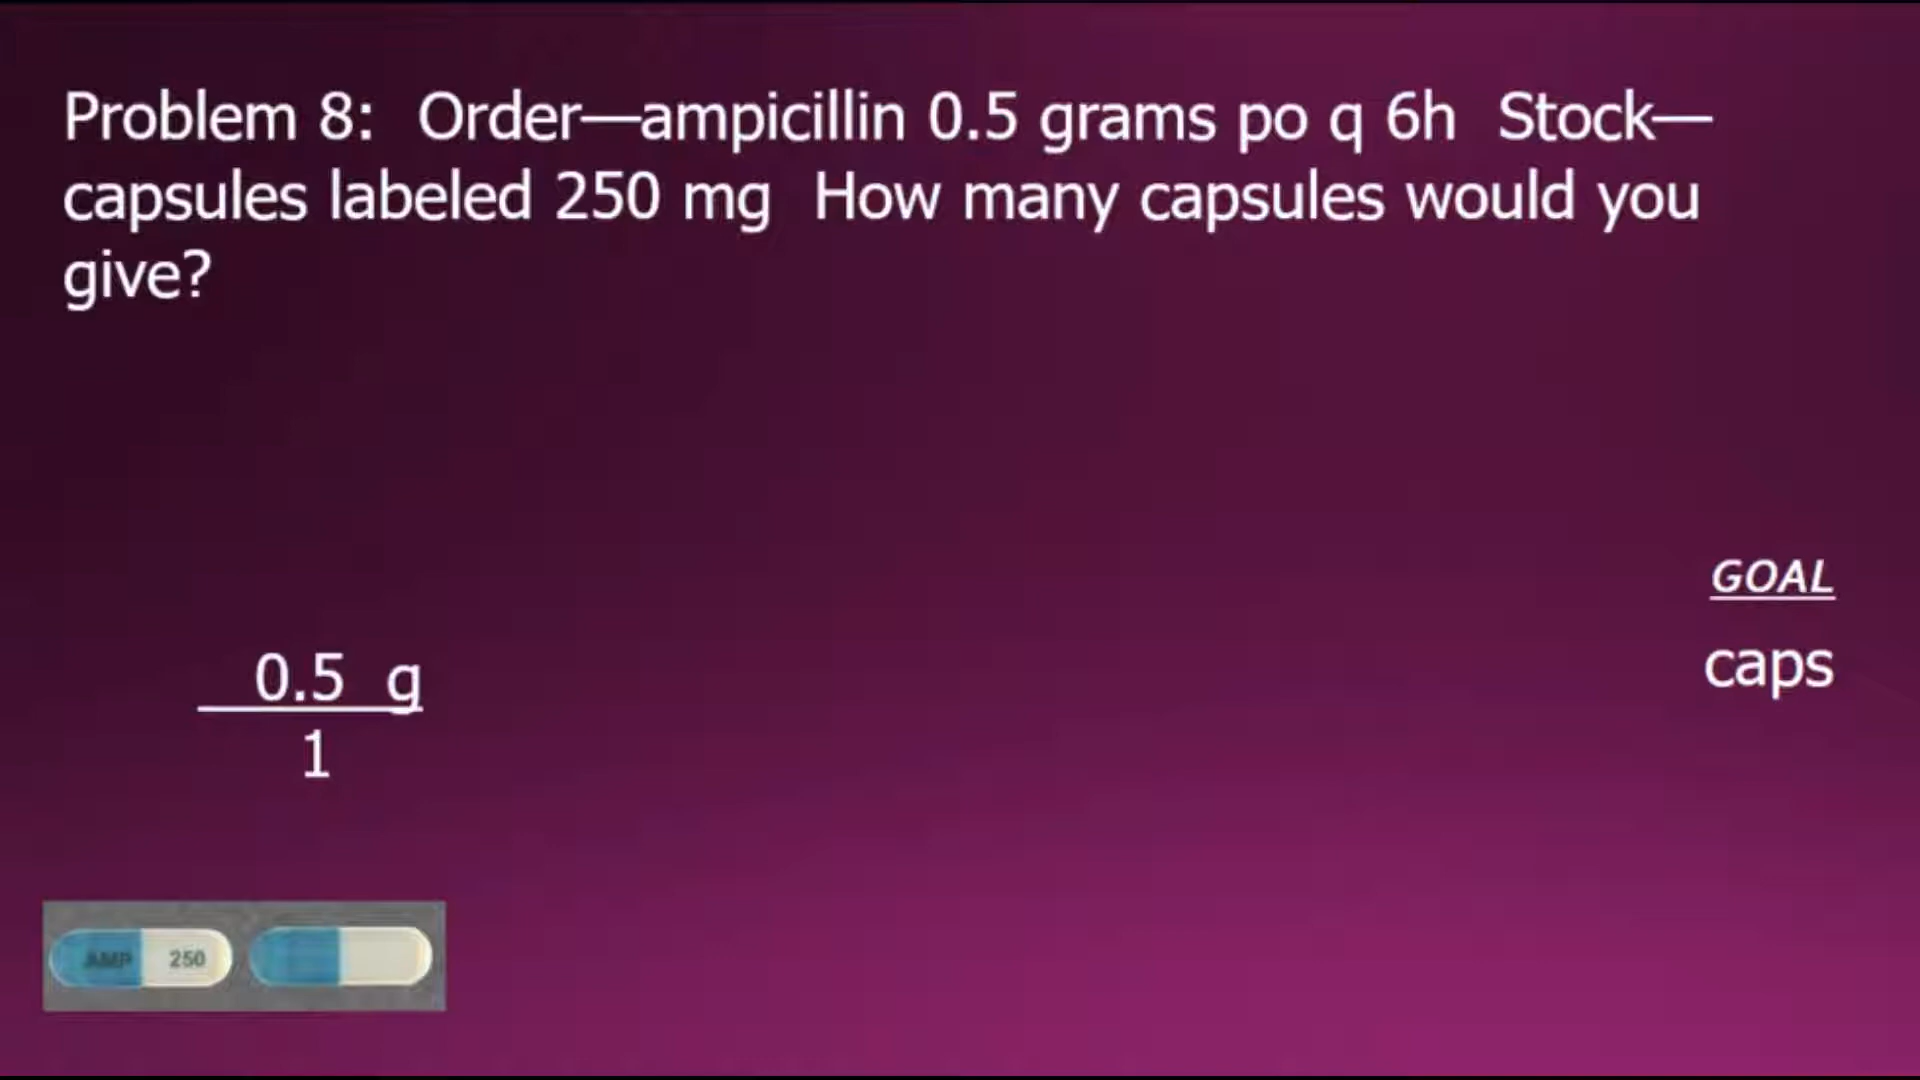 Problem 8:  Order—ampicillin 0.5 grams po q 6h  Stock—
capsules labeled 250 mg  How many capsules would you
give?
GOAL
caps
0.5 g
1
AMP 250